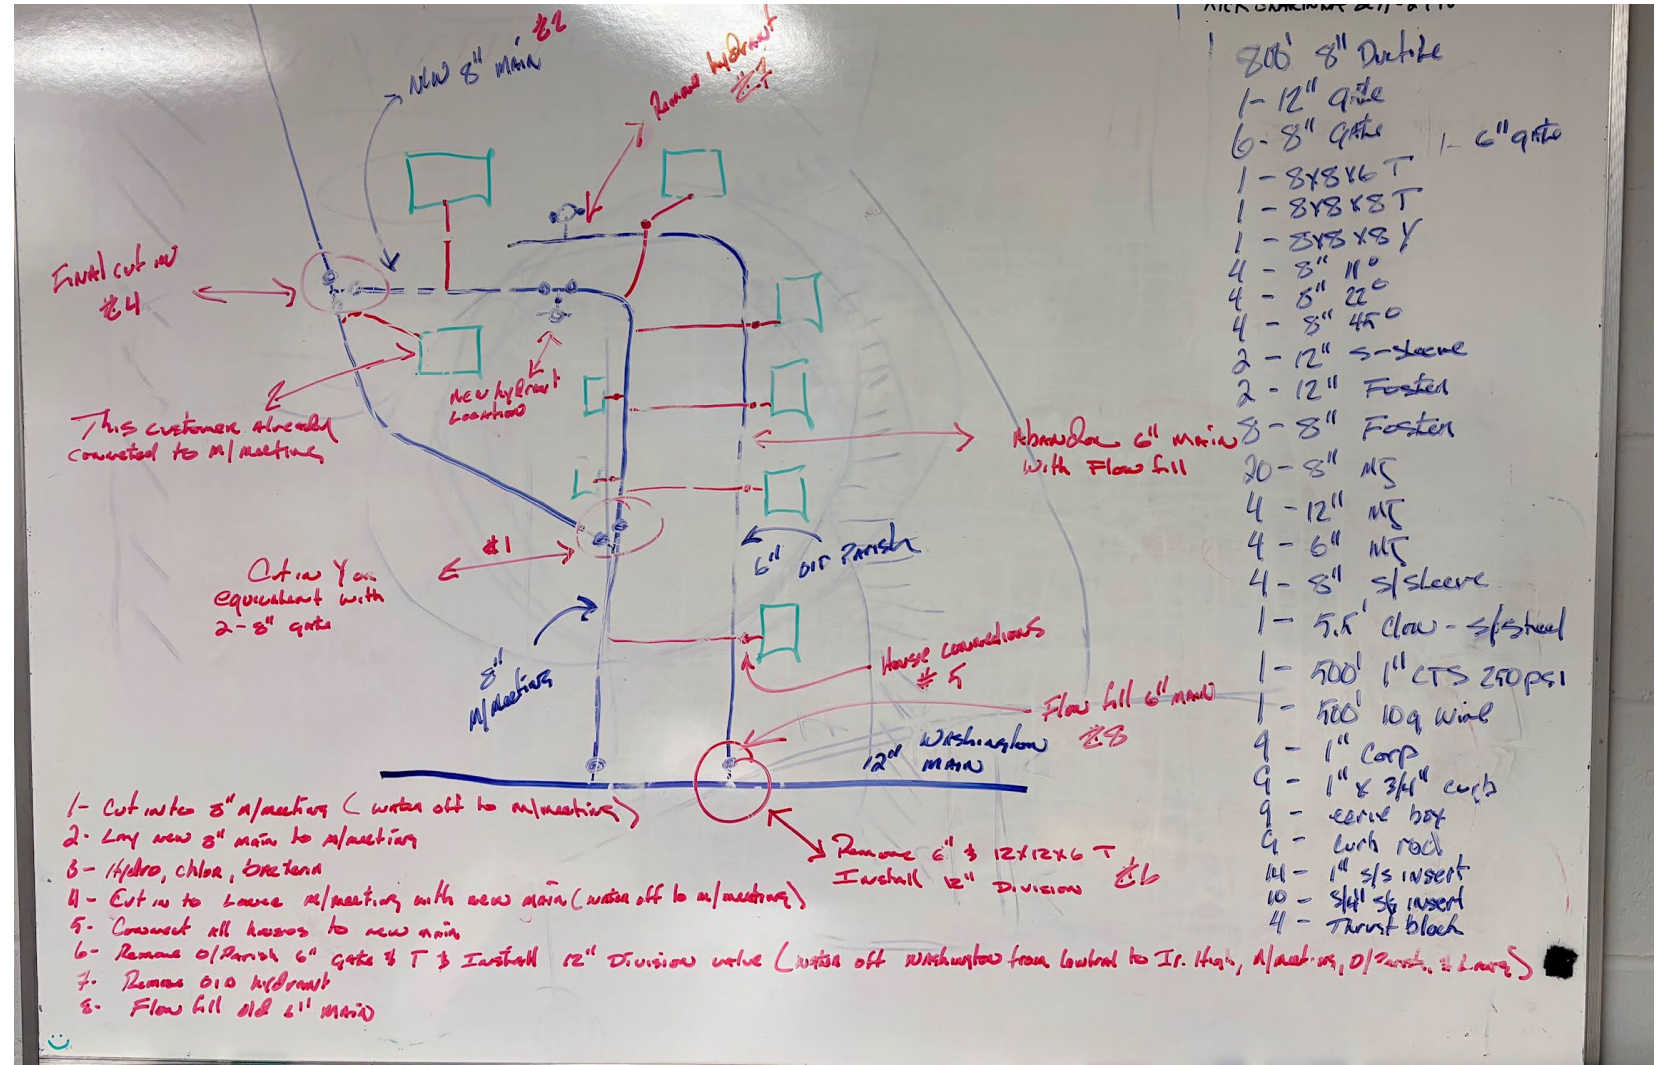 NEW 8" MAIN #2
Remove hydrant
#7
Final cut in
#4
This customer Already
connected to M/Meeting
New hydrant
Location
Abandon 6" main
with Flow fill
#1
Cut in Y or
equivalent with
2-8" gate
6" Old Parish
8"
M/Meeting
House connections
#5
Flow fill 6" main
#8
12" Washington
MAIN
Remove 6" & 12x12x6 T
Install 12" Division #6
1- Cut into 8" M/meeting (water off to M/meeting)
2- Lay new 8" main to M/meeting
3- Hydro, chlor, bacteria
4- Cut in to Lower M/meeting with new main (water off to M/meeting)
5- Connect all houses to new main
6- Remove O/Parish 6" gate & T & Install 12" Division valve (water off Washington from Central to Jr. High, M/meeting, O/Parish, &
7- Remove old hydrant
8- Flow fill old 6" main
800' 8" Ductile
1- 12" gate
6- 8" gate 1- 6" gate
1- 8x8x6 T
1- 8x8x8 T
1- 8x8x8 Y
4- 8" 11°
4- 8" 22°
4- 8" 45°
2- 12" s-sleeve
2- 12" Foster
8- 8" Foster
20- 8" MJ
4- 12" MJ
4- 6" MJ
4- 8" s/sleeve
1- 5.5' Clow - s/steel
1- 500' 1" CTS 250psi
1- 500' 10g wire
9- 1" Corp
9- 1" x 3/4" curb
9- serve box
9- curb rod
14- 1" s/s insert
10- 3/4" s/s insert
4- Thrust block